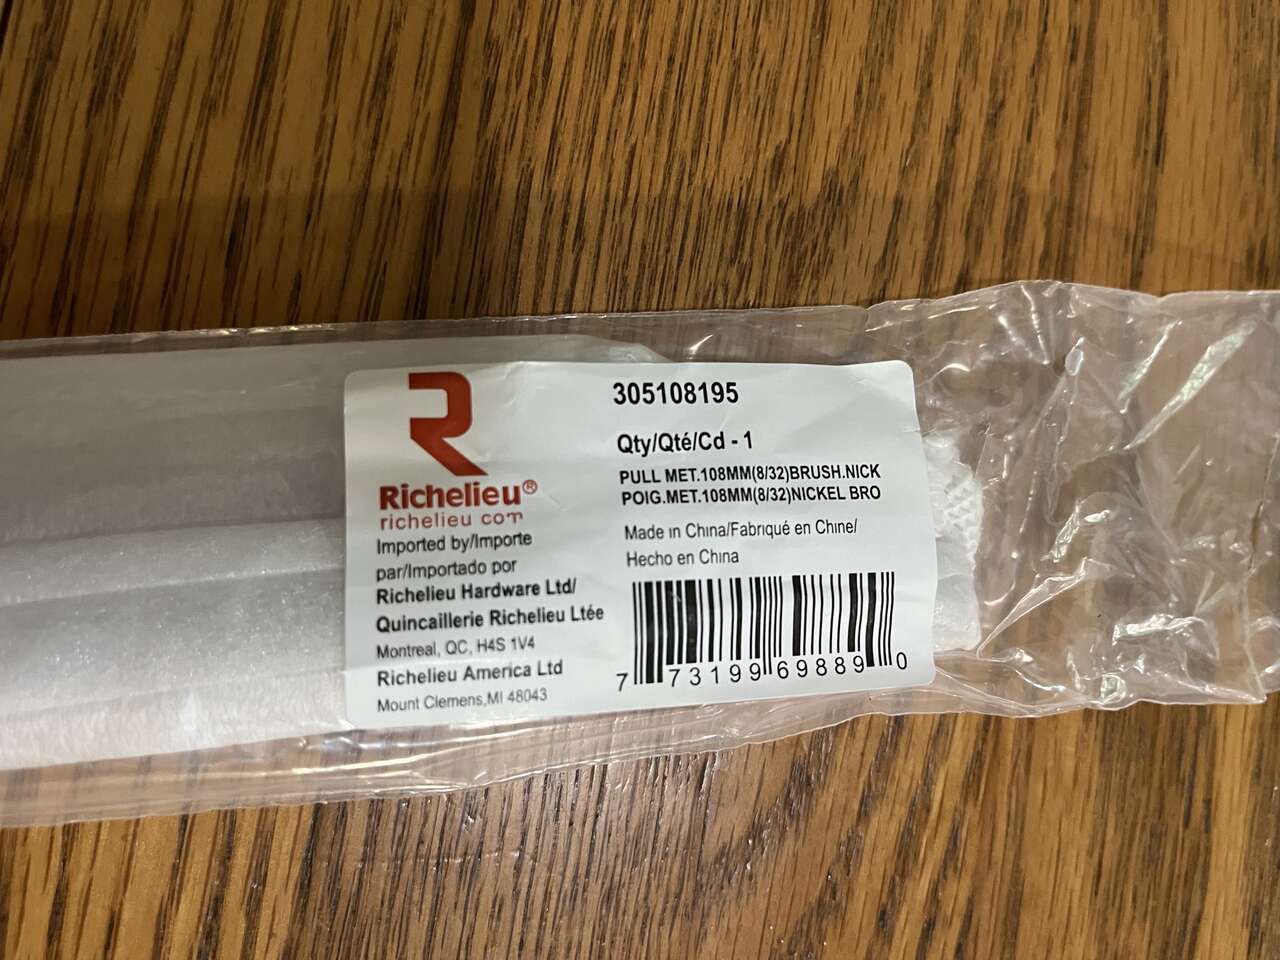 R
Richelieu®
richelieu com
Imported by/Importe
par/Importado por
Richelieu Hardware Ltd/
Quincaillerie Richelieu Ltée
Montreal, QC, H4S 1V4
Richelieu America Ltd
Mount Clemens,MI 48043
305108195
Qty/Qté/Cd - 1
PULL MET.108MM(8/32)BRUSH.NICK
POIG.MET.108MM(8/32)NICKEL BRO
Made in China/Fabriqué en Chine/
Hecho en China
7 73199 69889 0